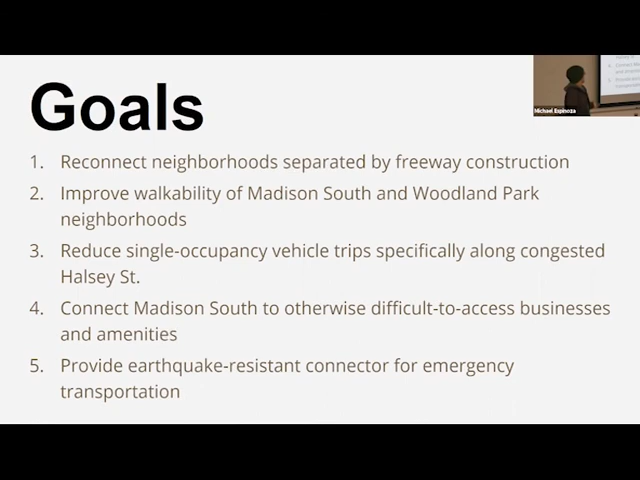 Goals
1. Reconnect neighborhoods separated by freeway construction
2. Improve walkability of Madison South and Woodland Park
neighborhoods
3. Reduce single-occupancy vehicle trips specifically along congested
Halsey St.
4. Connect Madison South to otherwise difficult-to-access businesses
and amenities
5. Provide earthquake-resistant connector for emergency
transportation
Michael Espinoza